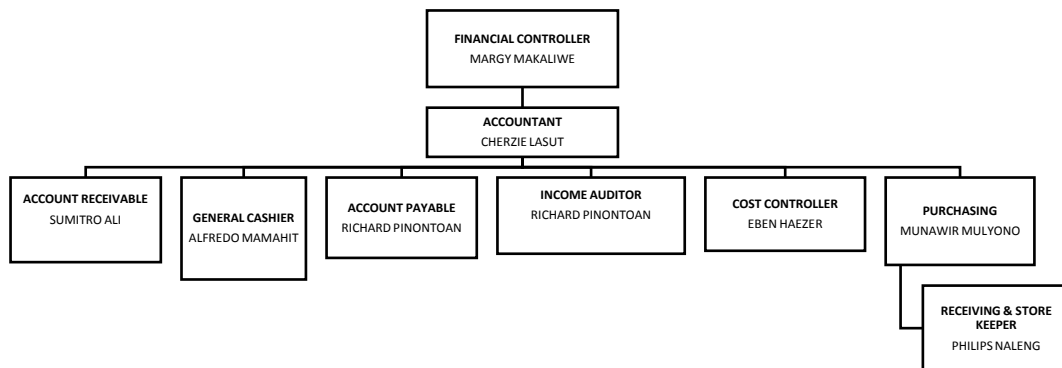 FINANCIAL CONTROLLER
MARGY MAKALIWE
ACCOUNTANT
CHERZIE LASUT
ACCOUNT RECEIVABLE
SUMITRO ALI
GENERAL CASHIER
ALFREDO MAMAHIT
ACCOUNT PAYABLE
RICHARD PINONTOAN
INCOME AUDITOR
RICHARD PINONTOAN
COST CONTROLLER
EBEN HAEZER
PURCHASING
MUNAWIR MULYONO
RECEIVING & STORE
KEEPER
PHILIPS NALENG